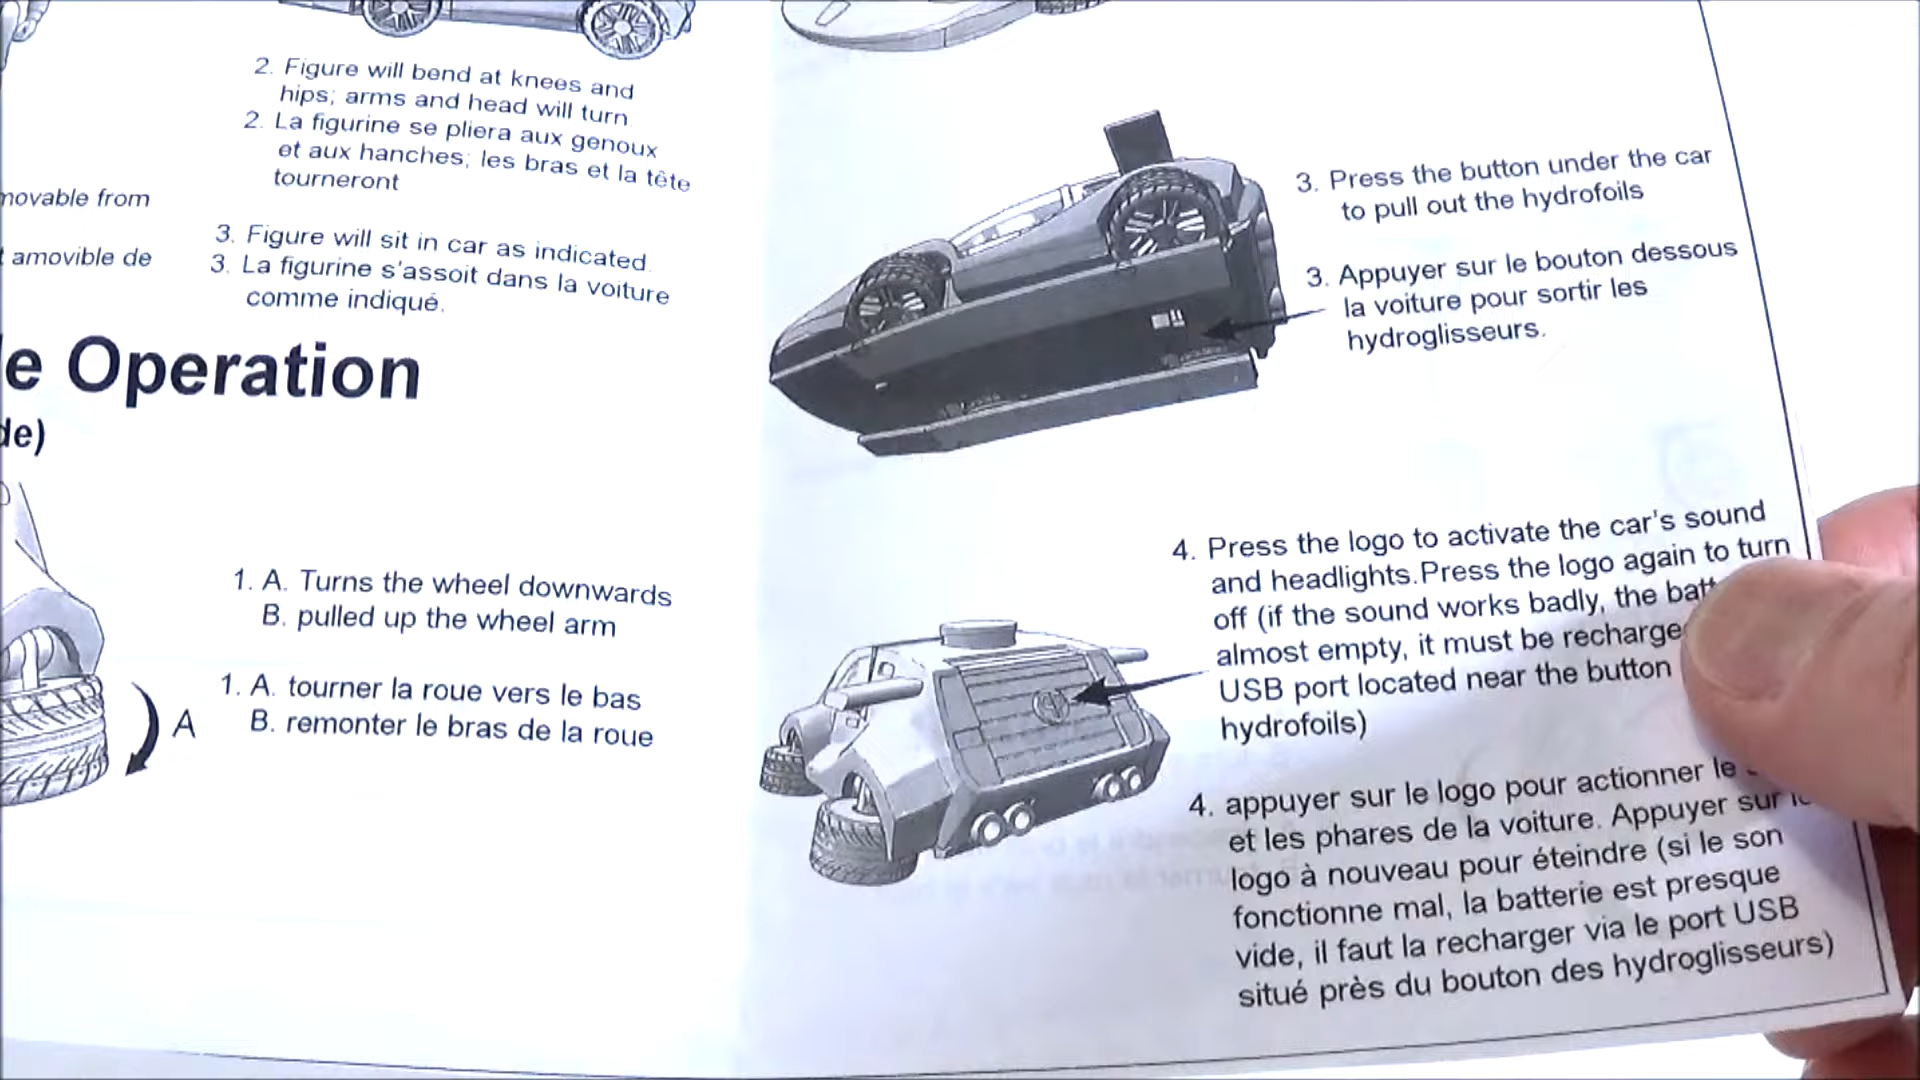 2. Figure will bend at knees and
hips; arms and head will turn
2. La figurine se pliera aux genoux
et aux hanches; les bras et la tête
tourneront
movable from
amovible de
3. Figure will sit in car as indicated.
3. La figurine s'assoit dans la voiture
comme indiqué.
e Operation
de)
1. A. Turns the wheel downwards
B. pulled up the wheel arm
1. A. tourner la roue vers le bas
B. remonter le bras de la roue
A
3. Press the button under the car
to pull out the hydrofoils
3. Appuyer sur le bouton dessous
la voiture pour sortir les
hydroglisseurs.
4. Press the logo to activate the car's sound
and headlights.Press the logo again to turn
off (if the sound works badly, the batt
almost empty, it must be recharge
USB port located near the button
hydrofoils)
4. appuyer sur le logo pour actionner le
et les phares de la voiture. Appuyer sur le
logo à nouveau pour éteindre (si le son
fonctionne mal, la batterie est presque
vide, il faut la recharger via le port USB
situé près du bouton des hydroglisseurs)